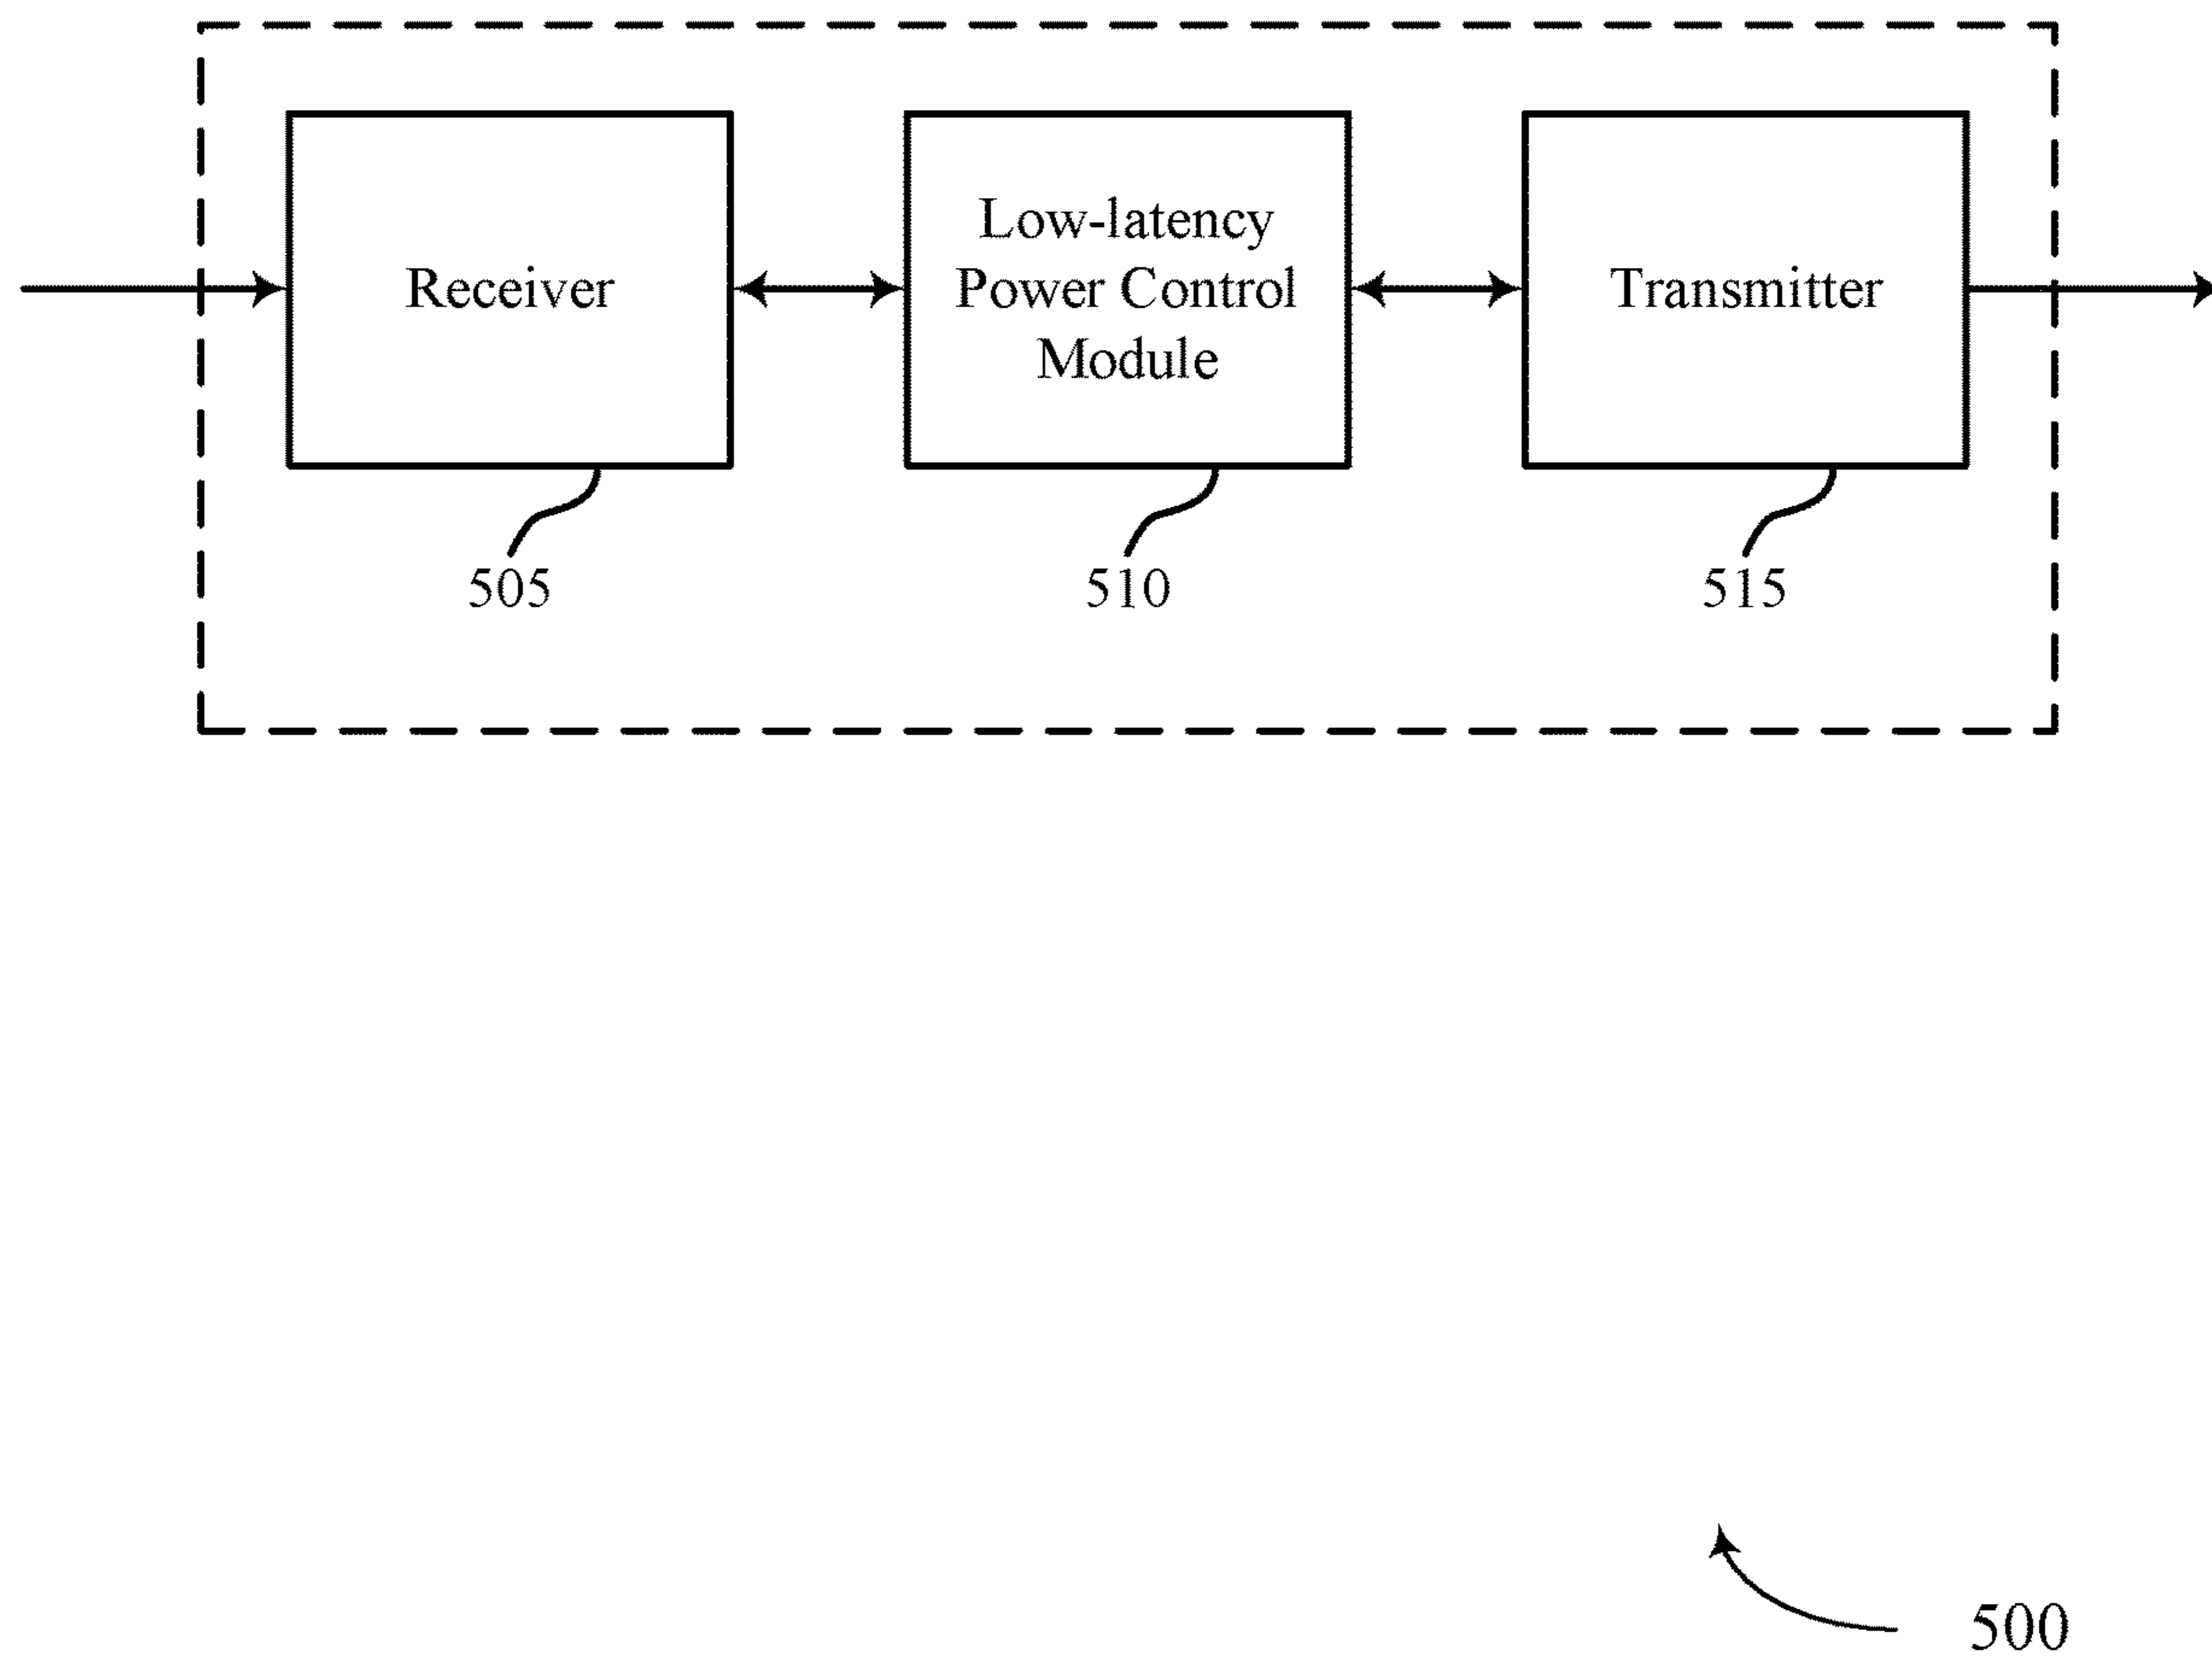 Receiver
Low-latency
Power Control
Module
Transmitter
505
510
515
500